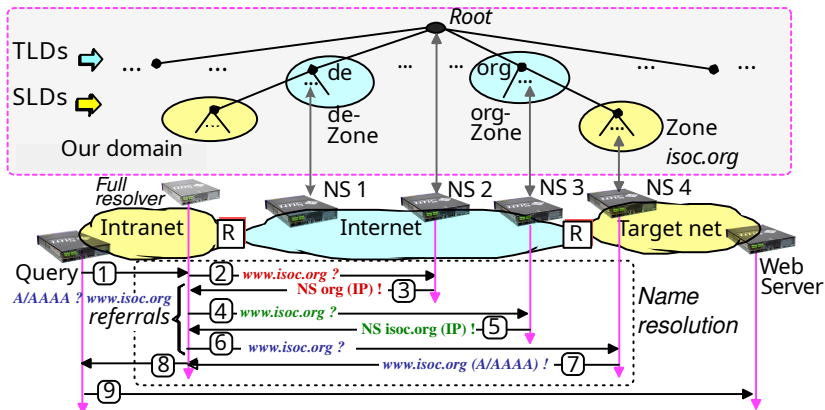 Root
TLDs
... ... de ... ... org ... ...
SLDs
... ... ... ...
de-
Zone
org-
Zone
Our domain
Zone
isoc.org
Full
resolver
NS 1
NS 2
NS 3
NS 4
Intranet
R
Internet
R
Target net
Query
1
2
www.isoc.org ?
Web
Server
A/AAAA ? www.isoc.org
NS org (IP) !
3
referrals
4
www.isoc.org ?
Name
resolution
NS isoc.org (IP) !
5
6
www.isoc.org ?
8
www.isoc.org (A/AAAA) !
7
9